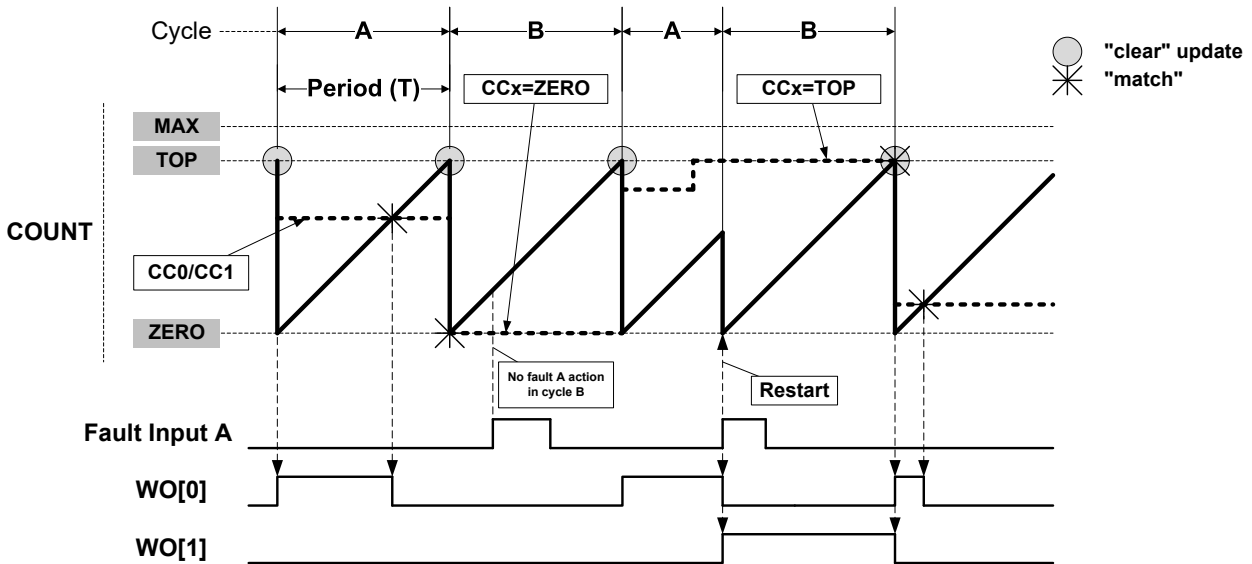 Cycle
A
B
A
B
"clear" update
"match"
Period (T)
CCx=ZERO
CCx=TOP
MAX
TOP
COUNT
CC0/CC1
ZERO
No fault A action
in cycle B
Restart
Fault Input A
WO[0]
WO[1]